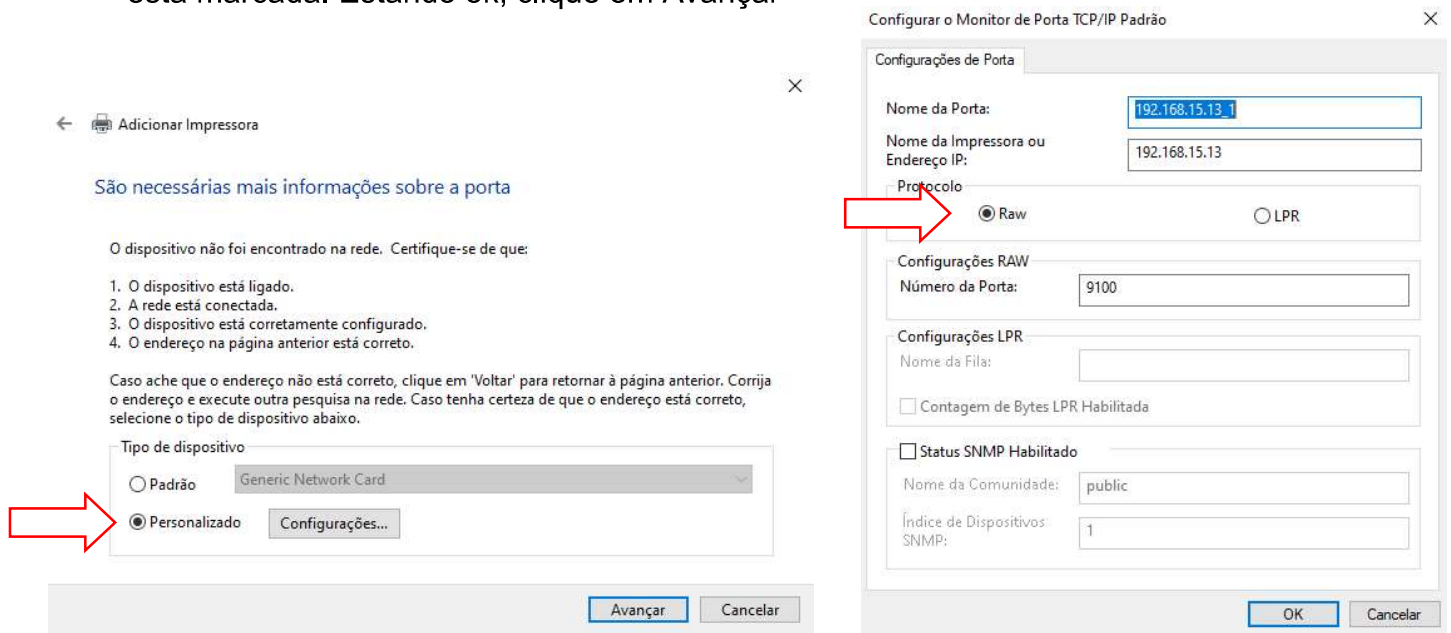 está marcada. Estando ok, clique em Avançar
Adicionar Impressora
São necessárias mais informações sobre a porta
O dispositivo não foi encontrado na rede. Certifique-se de que:
1. O dispositivo está ligado.
2. A rede está conectada.
3. O dispositivo está corretamente configurado.
4. O endereço na página anterior está correto.
Caso ache que o endereço não está correto, clique em 'Voltar' para retornar à página anterior. Corrija
o endereço e execute outra pesquisa na rede. Caso tenha certeza de que o endereço está correto,
selecione o tipo de dispositivo abaixo.
Tipo de dispositivo
Padrão Generic Network Card
Personalizado Configurações...
Avançar Cancelar
Configurar o Monitor de Porta TCP/IP Padrão
Configurações de Porta
Nome da Porta: 192.168.15.13_1
Nome da Impressora ou
Endereço IP: 192.168.15.13
Protocolo
Raw LPR
Configurações RAW
Número da Porta: 9100
Configurações LPR
Nome da Fila:
Contagem de Bytes LPR Habilitada
Status SNMP Habilitado
Nome da Comunidade: public
Índice de Dispositivos
SNMP: 1
OK Cancelar